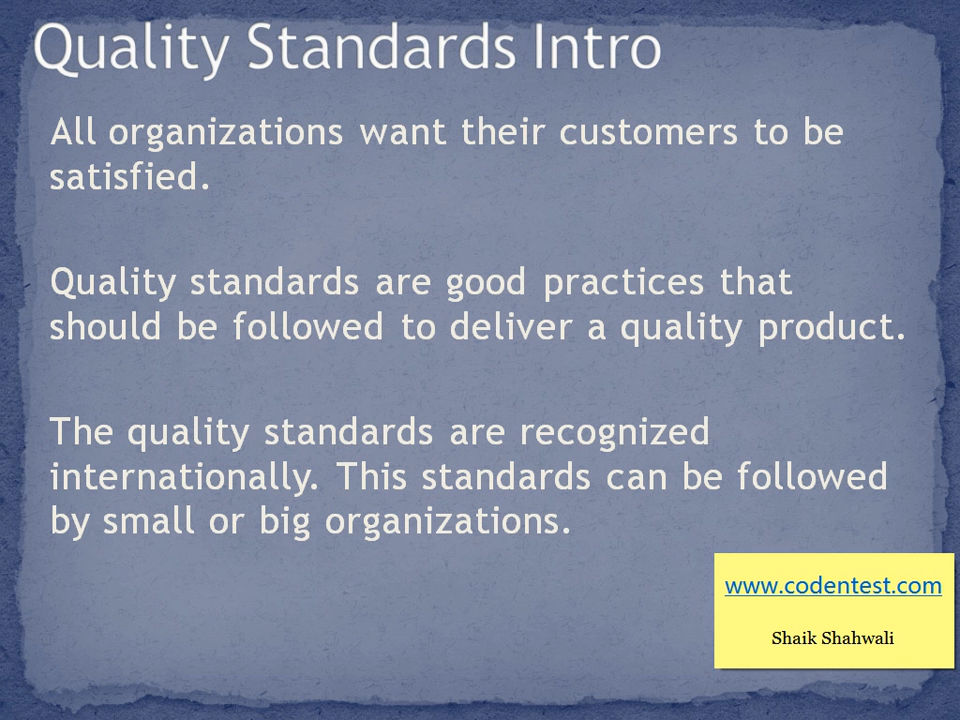 Quality Standards Intro
All organizations want their customers to be
satisfied.
Quality standards are good practices that
should be followed to deliver a quality product.
The quality standards are recognized
internationally. This standards can be followed
by small or big organizations.
www.codentest.com
Shaik Shahwali